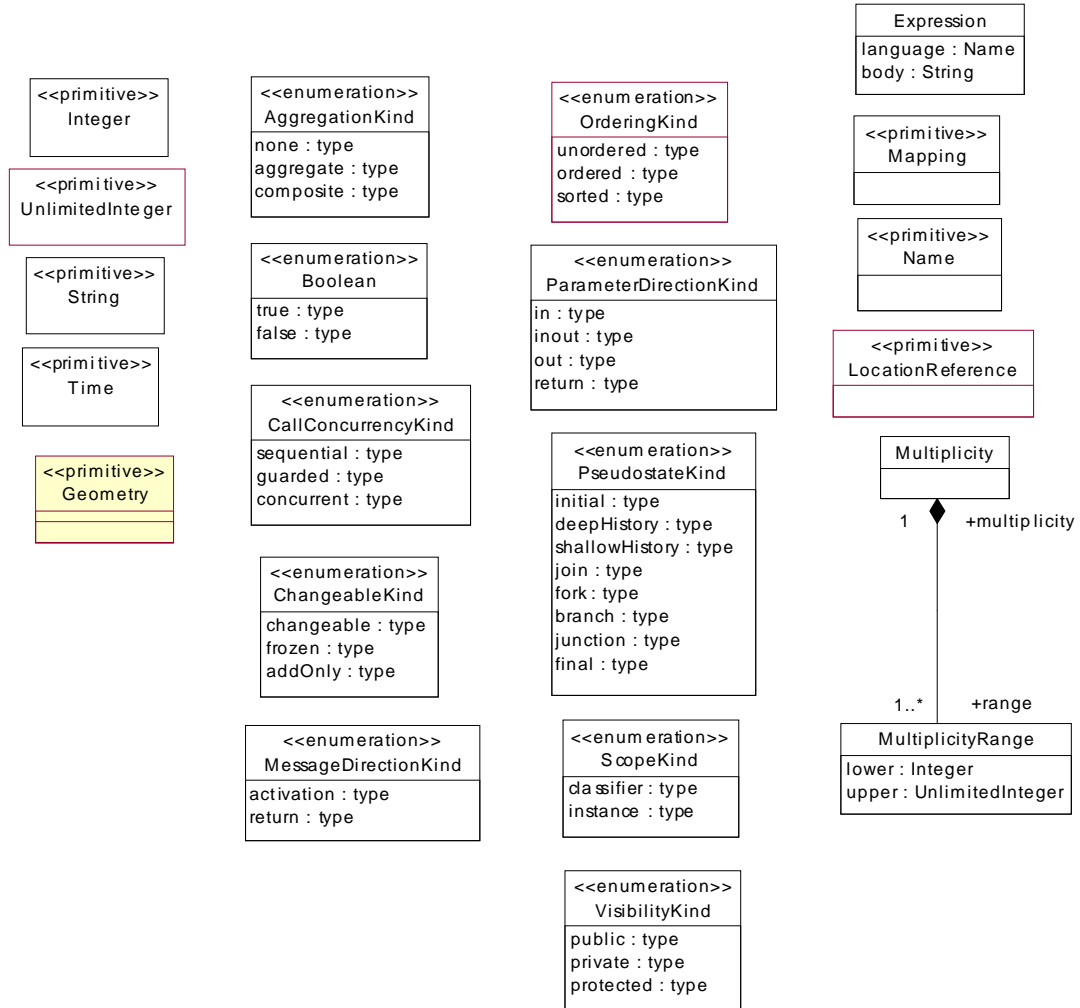 <<primitive>>
Integer
<<primitive>>
UnlimitedInteger
<<primitive>>
String
<<primitive>>
Time
<<primitive>>
Geometry
<<enumeration>>
AggregationKind
none : type
aggregate : type
composite : type
<<enumeration>>
Boolean
true : type
false : type
<<enumeration>>
CallConcurrencyKind
sequential : type
guarded : type
concurrent : type
<<enumeration>>
ChangeableKind
changeable : type
frozen : type
addOnly : type
<<enumeration>>
MessageDirectionKind
activation : type
return : type
<<enumeration>>
OrderingKind
unordered : type
ordered : type
sorted : type
<<enumeration>>
ParameterDirectionKind
in : type
inout : type
out : type
return : type
<<enumeration>>
PseudostateKind
initial : type
deepHistory : type
shallowHistory : type
join : type
fork : type
branch : type
junction : type
final : type
<<enumeration>>
ScopeKind
classifier : type
instance : type
<<enumeration>>
VisibilityKind
public : type
private : type
protected : type
Expression
language : Name
body : String
<<primitive>>
Mapping
<<primitive>>
Name
<<primitive>>
LocationReference
Multiplicity
1 +multiplicity
1..* +range
MultiplicityRange
lower : Integer
upper : UnlimitedInteger